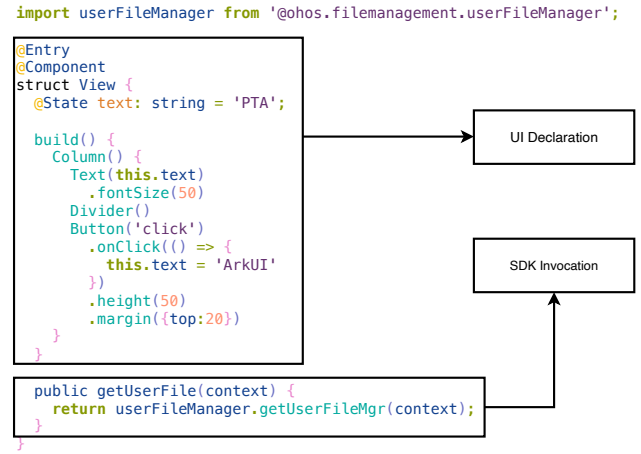 import userFileManager from '@ohos.filemanagement.userFileManager';
@Entry
@Component
struct View {
  @State text: string = 'PTA';
  build() {
    Column() {
      Text(this.text)
        .fontSize(50)
      Divider()
      Button('click')
        .onClick(() => {
          this.text = 'ArkUI'
        })
        .height(50)
        .margin({top:20})
    }
  }
  public getUserFile(context) {
    return userFileManager.getUserFileMgr(context);
  }
}
UI Declaration
SDK Invocation